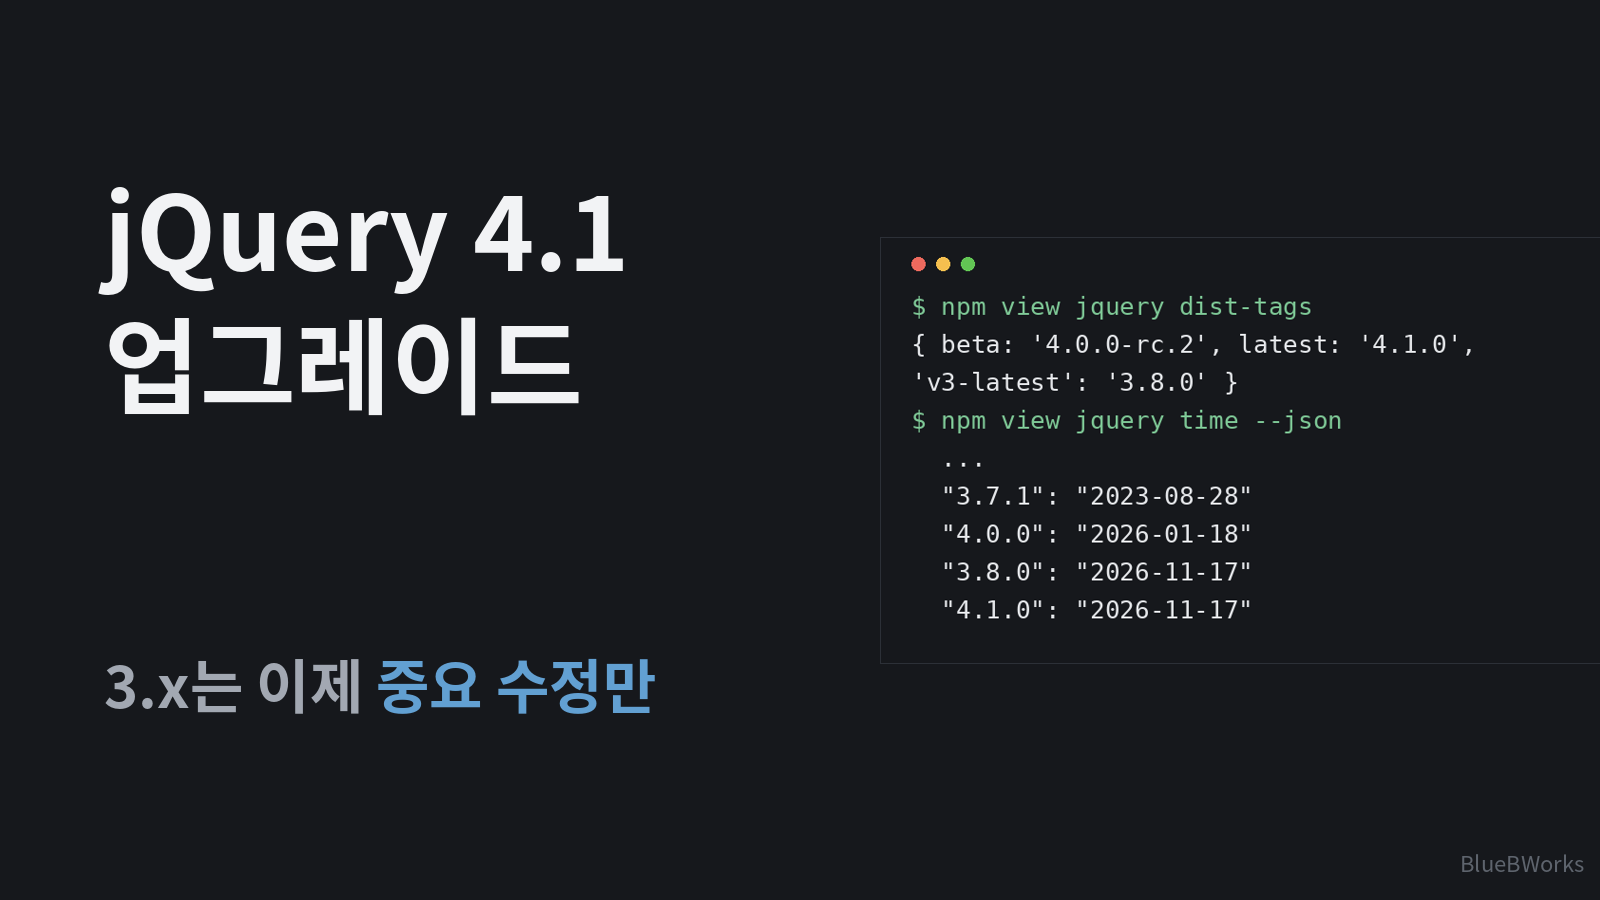 jQuery 4.1
업그레이드
3.x는 이제 중요 수정만
$ npm view jquery dist-tags
{ beta: '4.0.0-rc.2', latest: '4.1.0',
'v3-latest': '3.8.0' }
$ npm view jquery time --json
...
"3.7.1": "2023-08-28"
"4.0.0": "2026-01-18"
"3.8.0": "2026-11-17"
"4.1.0": "2026-11-17"
BlueBWorks